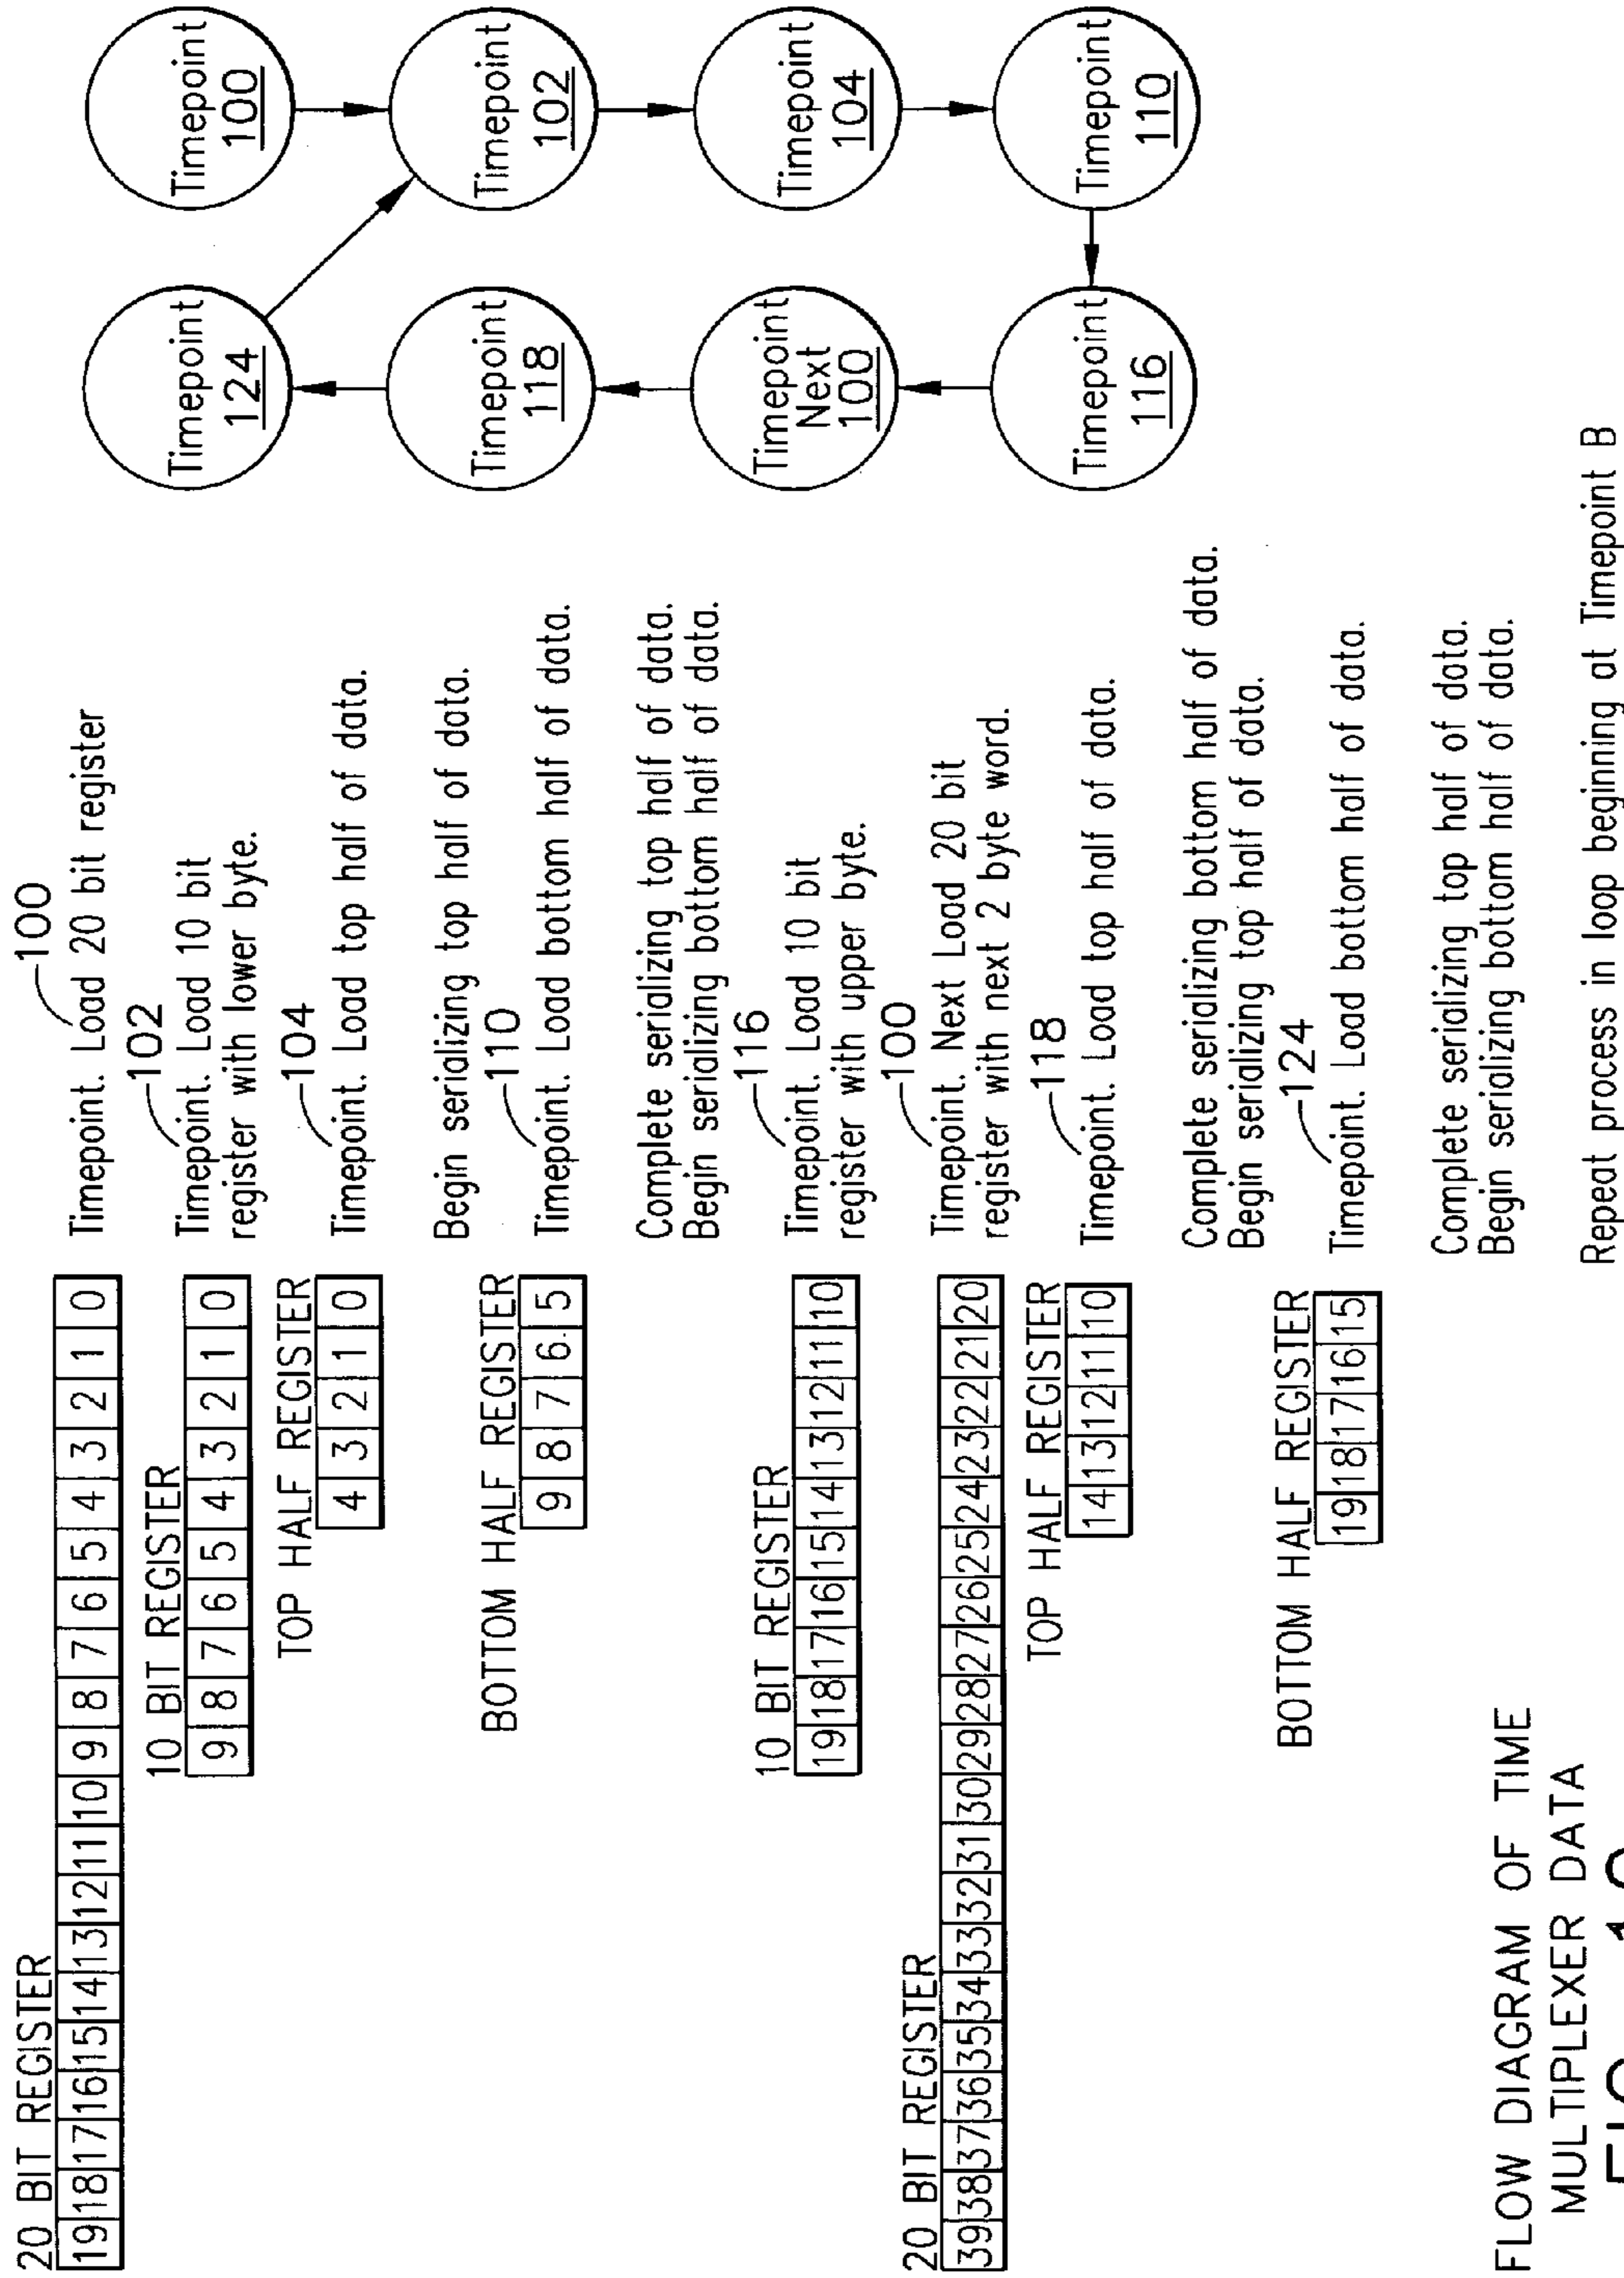 20 BIT REGISTER
19 18 17 16 15 14 13 12 11 10 9 8 7 6 5 4 3 2 1 0
100
Timepoint. Load 20 bit register
10 BIT REGISTER
9 8 7 6 5 4 3 2 1 0
102
Timepoint. Load 10 bit
register with lower byte.
TOP HALF REGISTER
4 3 2 1 0
104
Timepoint. Load top half of data.
Begin serializing top half of data.
BOTTOM HALF REGISTER
9 8 7 6 5
110
Timepoint. Load bottom half of data.
Complete serializing top half of data.
Begin serializing bottom half of data.
10 BIT REGISTER
19 18 17 16 15 14 13 12 11 10
116
Timepoint. Load 10 bit
register with upper byte.
20 BIT REGISTER
39 38 37 36 35 34 33 32 31 30 29 28 27 26 25 24 23 22 21 20
100
Timepoint. Next Load 20 bit
register with next 2 byte word.
TOP HALF REGISTER
14 13 12 11 10
118
Timepoint. Load top half of data.
Complete serializing bottom half of data.
Begin serializing top half of data.
BOTTOM HALF REGISTER
19 18 17 16 15
124
Timepoint. Load bottom half of data.
Complete serializing top half of data.
Begin serializing bottom half of data.
Repeat process in loop beginning at Timepoint B
Timepoint
100
Timepoint
102
Timepoint
104
Timepoint
110
Timepoint
116
Timepoint
Next
100
Timepoint
118
Timepoint
124
FLOW DIAGRAM OF TIME
MULTIPLEXER DATA